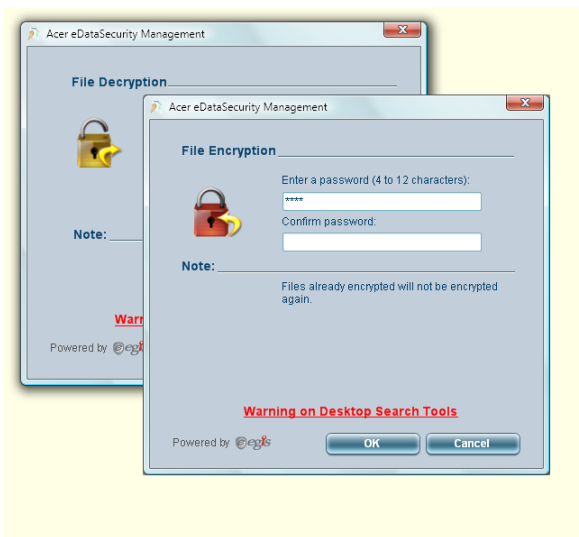 Acer eDataSecurity Management
File Decryption
Note:
Powered by egis
Acer eDataSecurity Management
File Encryption
Enter a password (4 to 12 characters):
****
Confirm password:
Note:
Files already encrypted will not be encrypted
again.
Warning on Desktop Search Tools
Powered by egis
OK
Cancel